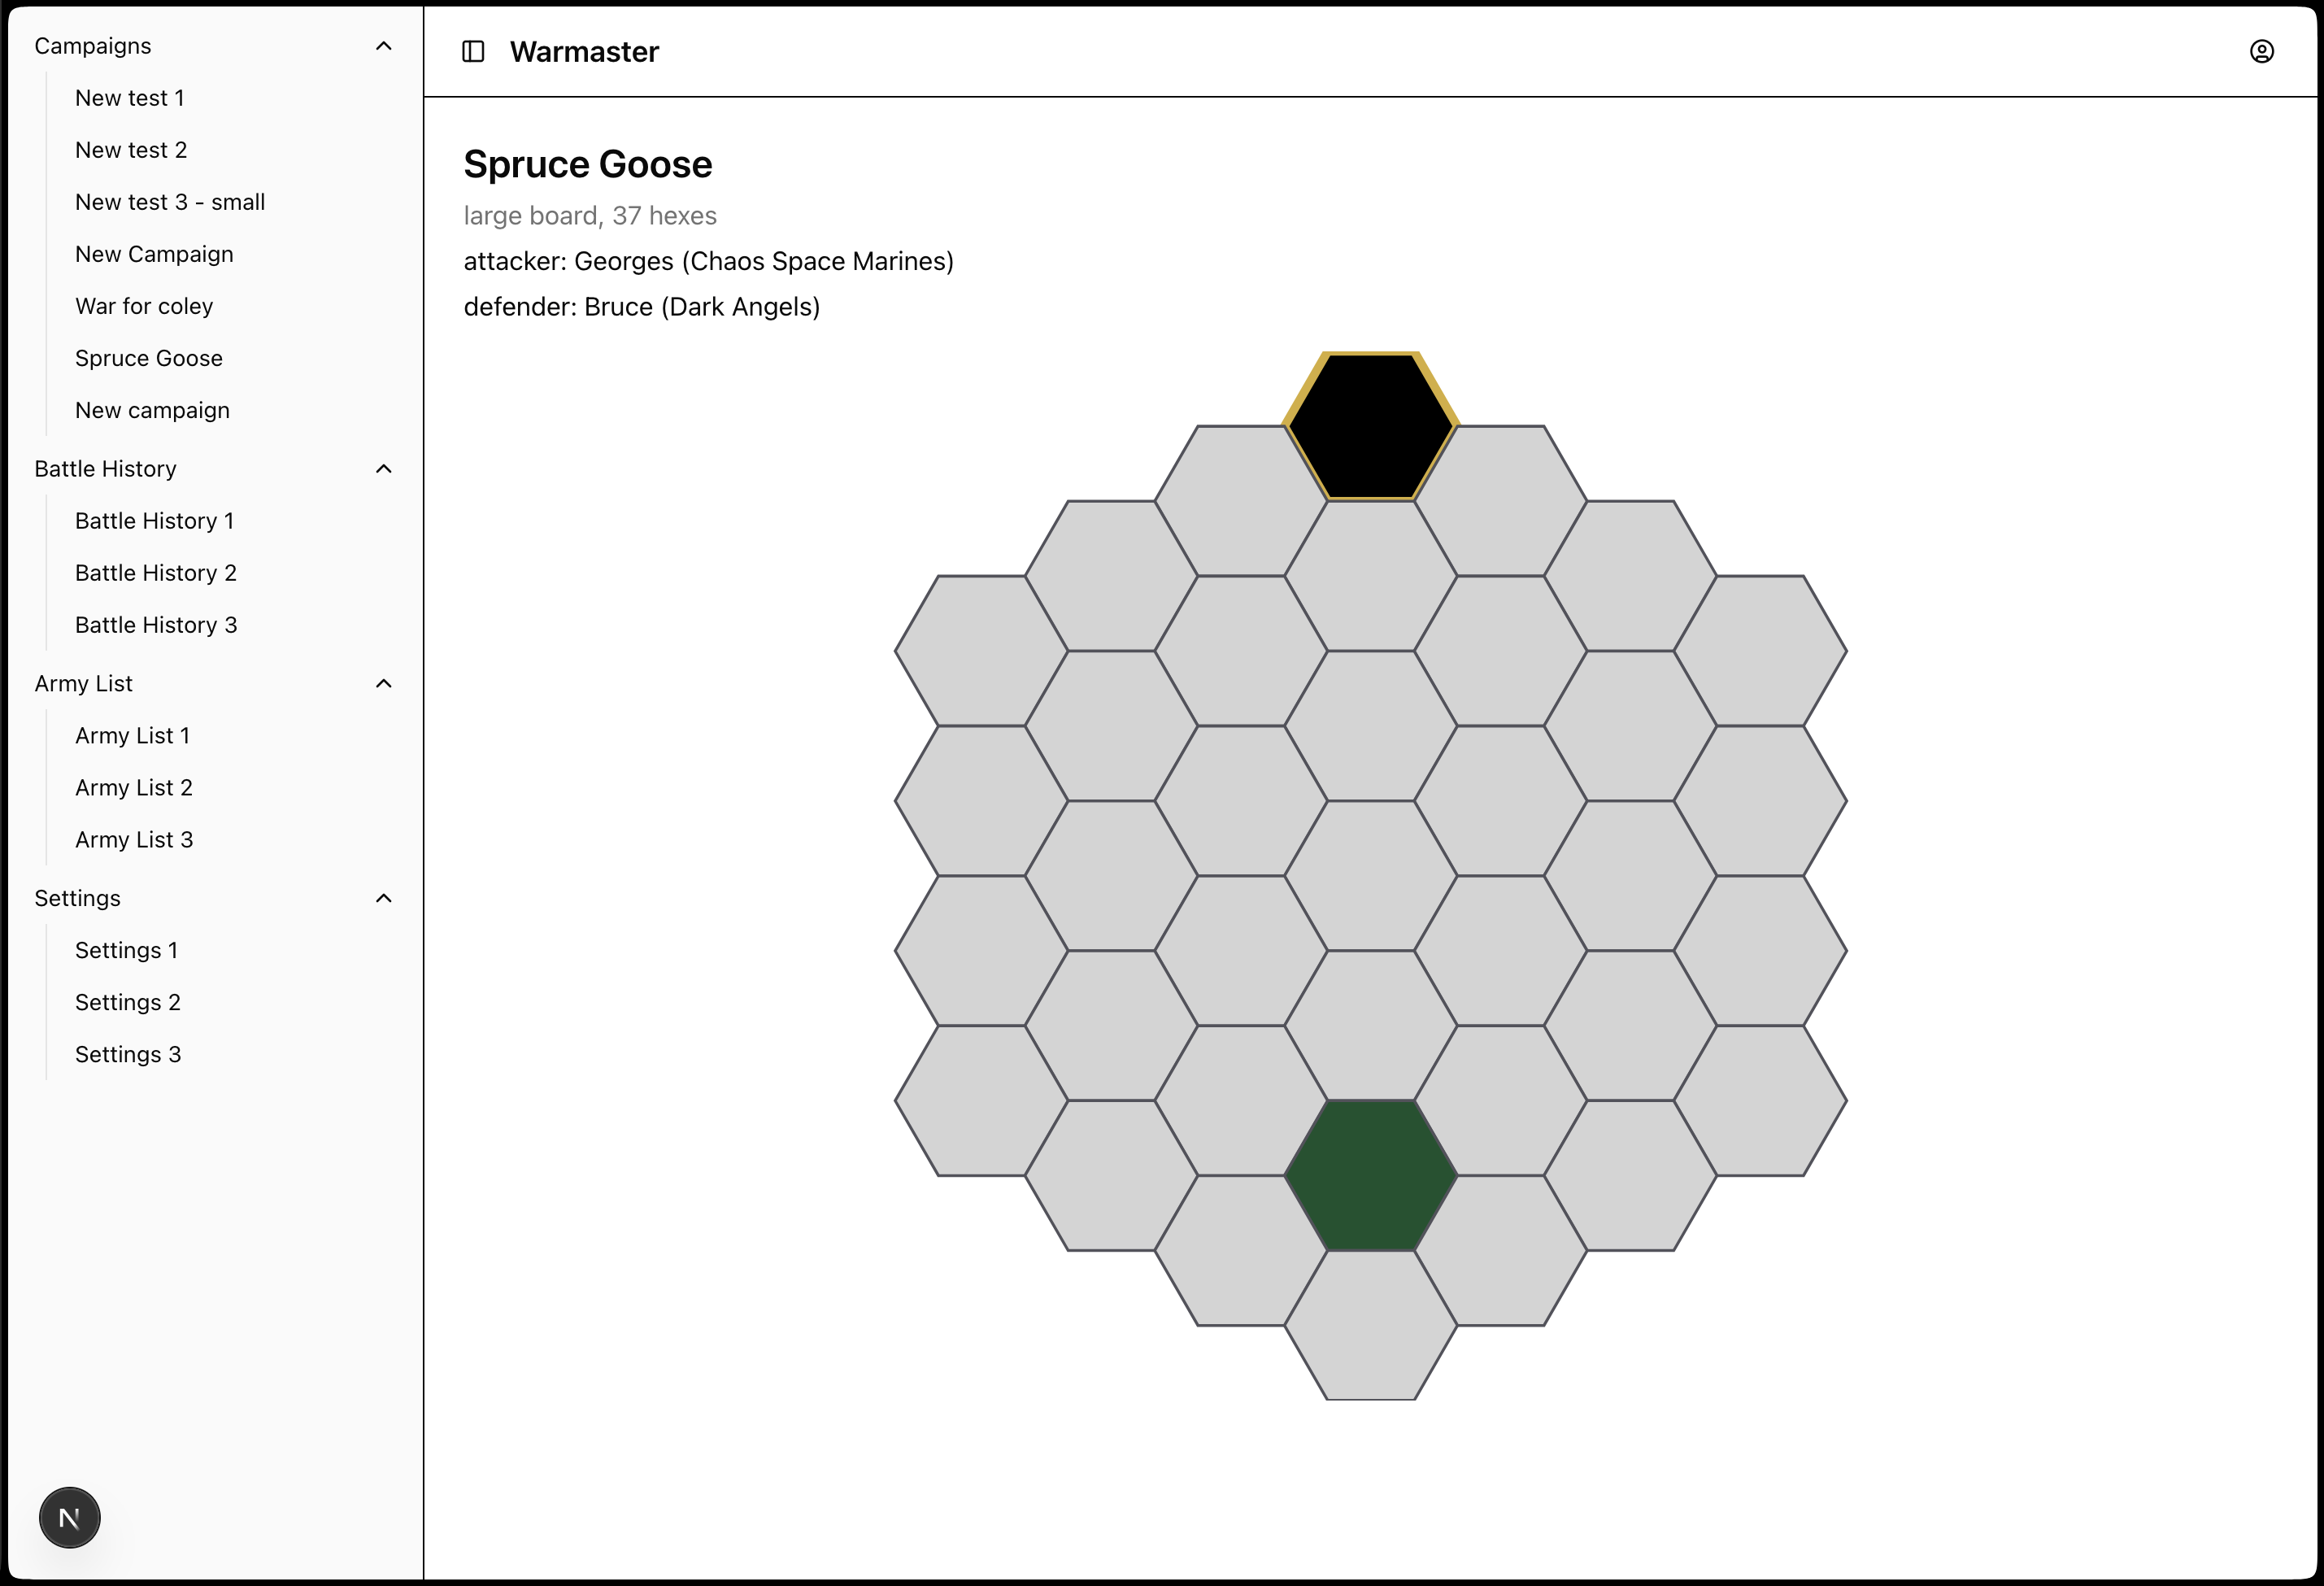 Campaigns
New test 1
New test 2
New test 3 - small
New Campaign
War for coley
Spruce Goose
New campaign
Battle History
Battle History 1
Battle History 2
Battle History 3
Army List
Army List 1
Army List 2
Army List 3
Settings
Settings 1
Settings 2
Settings 3
N
Warmaster
Spruce Goose
large board, 37 hexes
attacker: Georges (Chaos Space Marines)
defender: Bruce (Dark Angels)